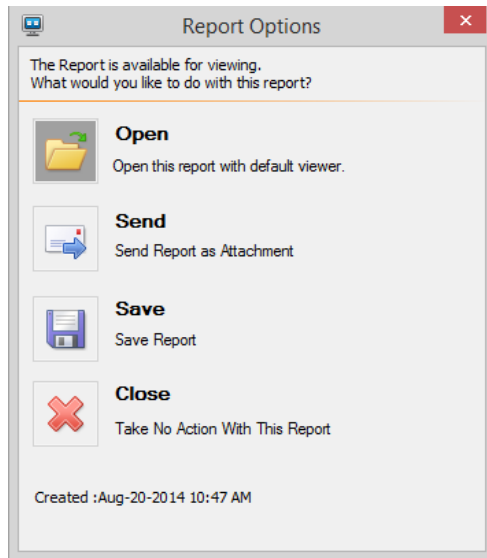 Report Options
The Report is available for viewing.
What would you like to do with this report?
Open
Open this report with default viewer.
Send
Send Report as Attachment
Save
Save Report
Close
Take No Action With This Report
Created :Aug-20-2014 10:47 AM